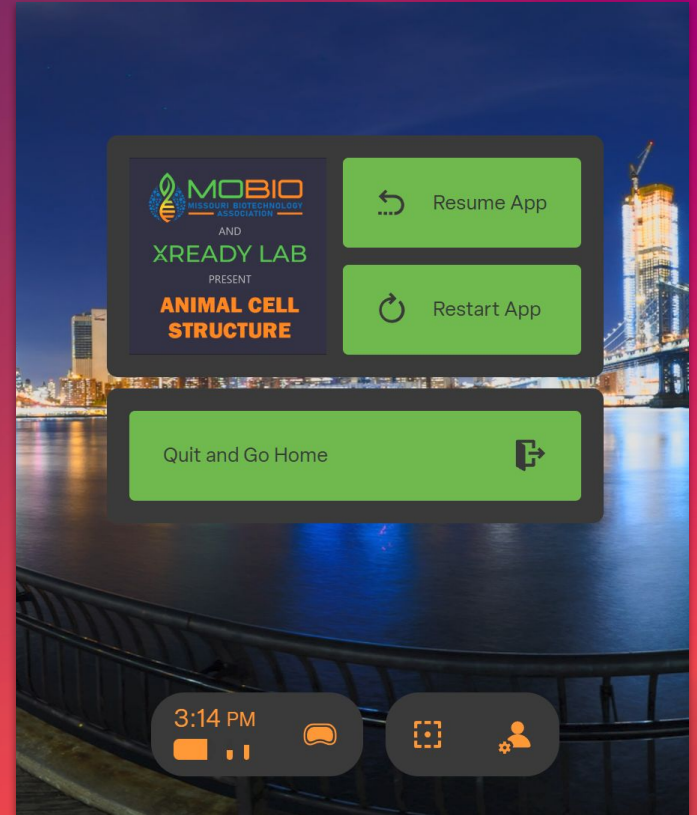 MOBIO
MISSOURI BIOTECHNOLOGY
ASSOCIATION
AND
XREADY LAB
PRESENT
ANIMAL CELL
STRUCTURE
Resume App
Restart App
Quit and Go Home
3:14 PM